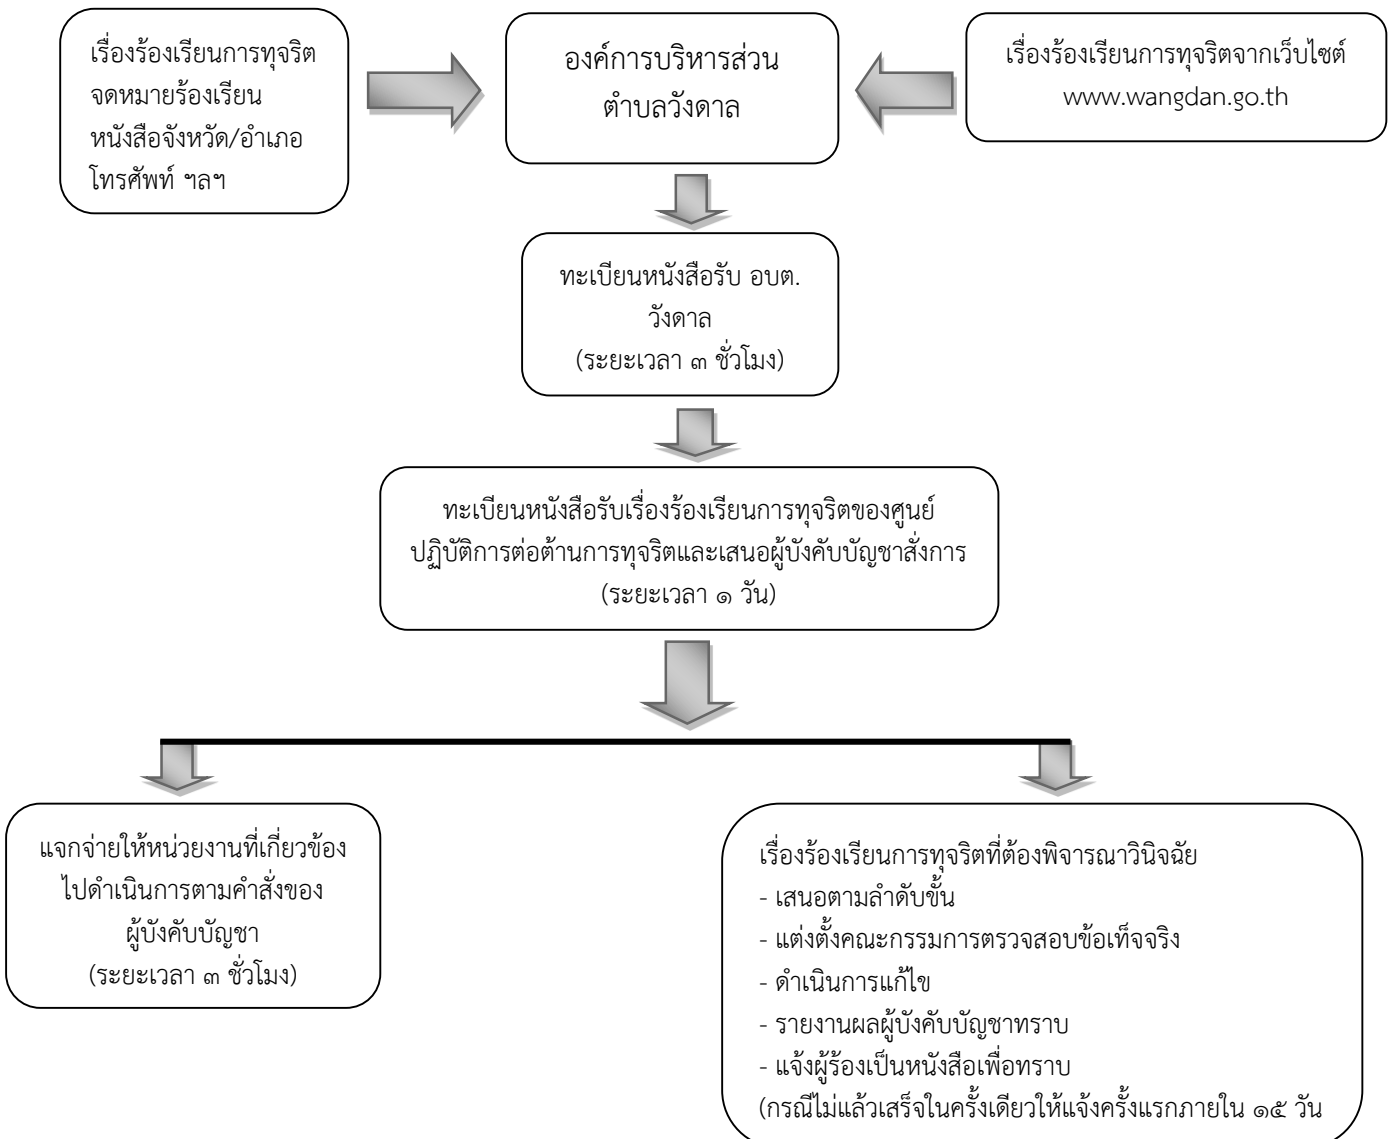 เรื่องร้องเรียนการทุจริต
จดหมายร้องเรียน
หนังสือจังหวัด/อำเภอ
โทรศัพท์ ฯลฯ
องค์การบริหารส่วน
ตำบลวังดาล
เรื่องร้องเรียนการทุจริตจากเว็บไซต์
www.wangdan.go.th
ทะเบียนหนังสือรับ อบต.
วังดาล
(ระยะเวลา ๓ ชั่วโมง)
ทะเบียนหนังสือรับเรื่องร้องเรียนการทุจริตของศูนย์
ปฏิบัติการต่อต้านการทุจริตและเสนอผู้บังคับบัญชาสั่งการ
(ระยะเวลา ๑ วัน)
แจกจ่ายให้หน่วยงานที่เกี่ยวข้อง
ไปดำเนินการตามคำสั่งของ
ผู้บังคับบัญชา
(ระยะเวลา ๓ ชั่วโมง)
เรื่องร้องเรียนการทุจริตที่ต้องพิจารณาวินิจฉัย
- เสนอตามลำดับขั้น
- แต่งตั้งคณะกรรมการตรวจสอบข้อเท็จจริง
- ดำเนินการแก้ไข
- รายงานผลผู้บังคับบัญชาทราบ
- แจ้งผู้ร้องเป็นหนังสือเพื่อทราบ
(กรณีไม่แล้วเสร็จในครั้งเดียวให้แจ้งครั้งแรกภายใน ๑๕ วัน